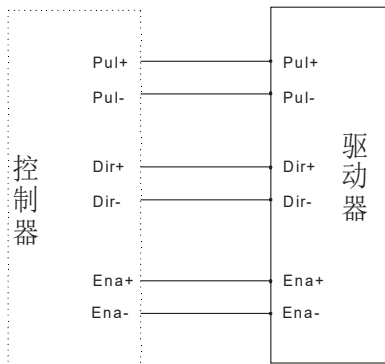 Pul+ Pul+
Pul- Pul-
Dir+ Dir+
Dir- Dir-
Ena+ Ena+
Ena- Ena-
控制器
驱动器